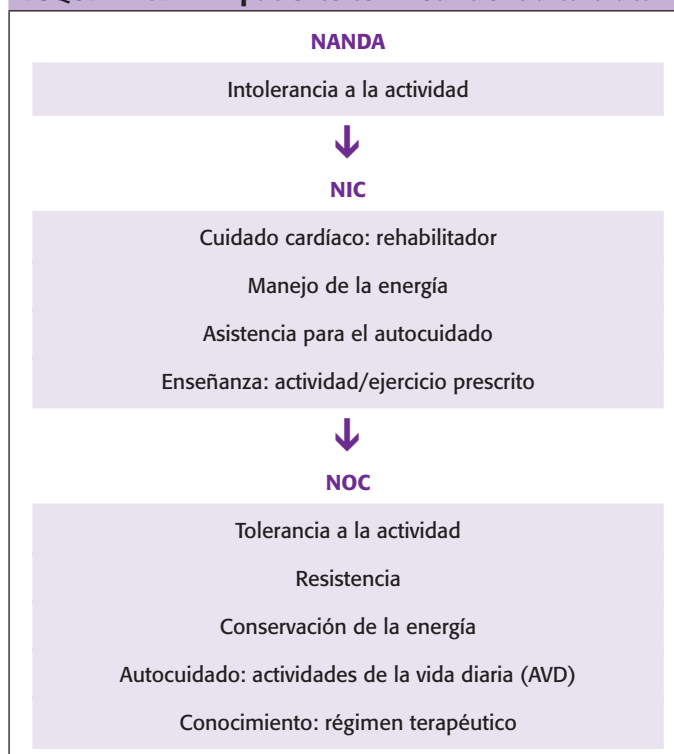 NANDA
Intolerancia a la actividad
NIC
Cuidado cardíaco: rehabilitador
Manejo de la energía
Asistencia para el autocuidado
Enseñanza: actividad/ejercicio prescrito
NOC
Tolerancia a la actividad
Resistencia
Conservación de la energía
Autocuidado: actividades de la vida diaria (AVD)
Conocimiento: régimen terapéutico